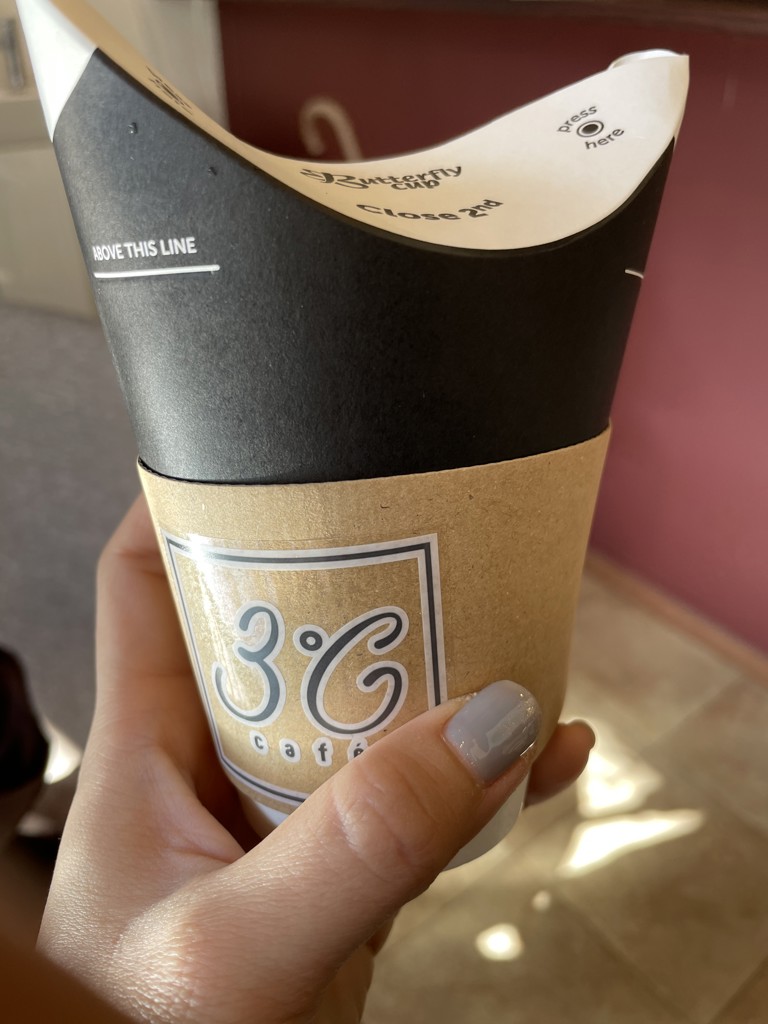 press
here
Butterfly
cup
Close 2nd
ABOVE THIS LINE
3°C
café